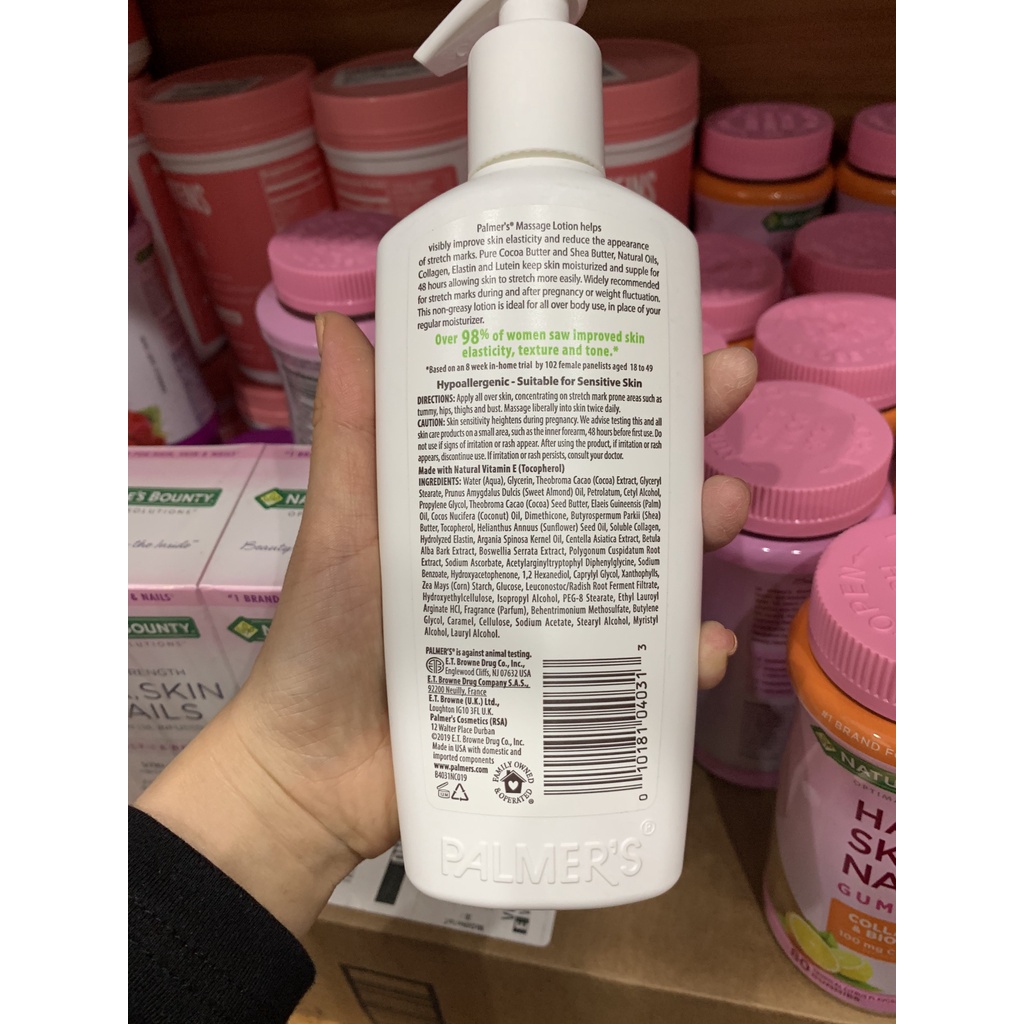 Palmer's® Massage Lotion helps
visibly improve skin elasticity and reduce the appearance
of stretch marks. Pure Cocoa Butter and Shea Butter, Natural Oils,
Collagen, Elastin and Lutein keep skin moisturized and supple for
48 hours allowing skin to stretch more easily. Widely recommended
for stretch marks during and after pregnancy or weight fluctuation.
This non-greasy lotion is ideal for all over body use, in place of your
regular moisturizer.
Over 98% of women saw improved skin
elasticity, texture and tone.*
*Based on an 8 week in-home trial by 102 female panelists aged 18 to 49
Hypoallergenic - Suitable for Sensitive Skin
DIRECTIONS: Apply all over skin, concentrating on stretch mark prone areas such as
tummy, hips, thighs and bust. Massage liberally into skin twice daily.
CAUTION: Skin sensitivity heightens during pregnancy. We advise testing this and all
skin care products on a small area, such as the inner forearm, 48 hours before first use. Do
not use if signs of irritation or rash appear. After using the product, if irritation or rash
appears, discontinue use. If irritation or rash persists, consult your doctor.
Made with Natural Vitamin E (Tocopherol)
INGREDIENTS: Water (Aqua), Glycerin, Theobroma Cacao (Cocoa) Extract, Glyceryl
Stearate, Prunus Amygdalus Dulcis (Sweet Almond) Oil, Petrolatum, Cetyl Alcohol,
Propylene Glycol, Theobroma Cacao (Cocoa) Seed Butter, Elaeis Guineensis (Palm)
Oil, Cocos Nucifera (Coconut) Oil, Dimethicone, Butyrospermum Parkii (Shea)
Butter, Tocopherol, Helianthus Annuus (Sunflower) Seed Oil, Soluble Collagen,
Hydrolyzed Elastin, Argania Spinosa Kernel Oil, Centella Asiatica Extract, Betula
Alba Bark Extract, Boswellia Serrata Extract, Polygonum Cuspidatum Root
Extract, Sodium Ascorbate, Acetylarginyltryptophyl Diphenylglycine, Sodium
Benzoate, Hydroxyacetophenone, 1,2 Hexanediol, Caprylyl Glycol, Xanthophylls,
Zea Mays (Corn) Starch, Glucose, Leuconostoc/Radish Root Ferment Filtrate,
Hydroxyethylcellulose, Isopropyl Alcohol, PEG-8 Stearate, Ethyl Lauroyl
Arginate HCl, Fragrance (Parfum), Behentrimonium Methosulfate, Butylene
Glycol, Caramel, Cellulose, Sodium Acetate, Stearyl Alcohol, Myristyl
Alcohol, Lauryl Alcohol.
PALMER'S® is against animal testing.
E.T. Browne Drug Co., Inc.,
Englewood Cliffs, NJ 07632 USA
E.T. Browne Drug Company S.A.S.,
92200 Neuilly, France
E.T. Browne (U.K.) Ltd.,
Loughton IG10 3FL U.K.
Palmer's Cosmetics (RSA)
12 Walter Place Durban
©2019 E.T. Browne Drug Co., Inc.
Made in USA with domestic and
imported components
www.palmers.com
B4031NC019
FAMILY OWNED
& OPERATED®
0 10181 04031 3
PALMER'S®
E'S BOUNTY
the Inside"
& NAILS
#1 BRAND
BOUNTY
SKIN
AILS
OPEN
#1 BRAND F
NATU
HA
SK
NA
GUM
COLLA
& BIO
100 mg
80